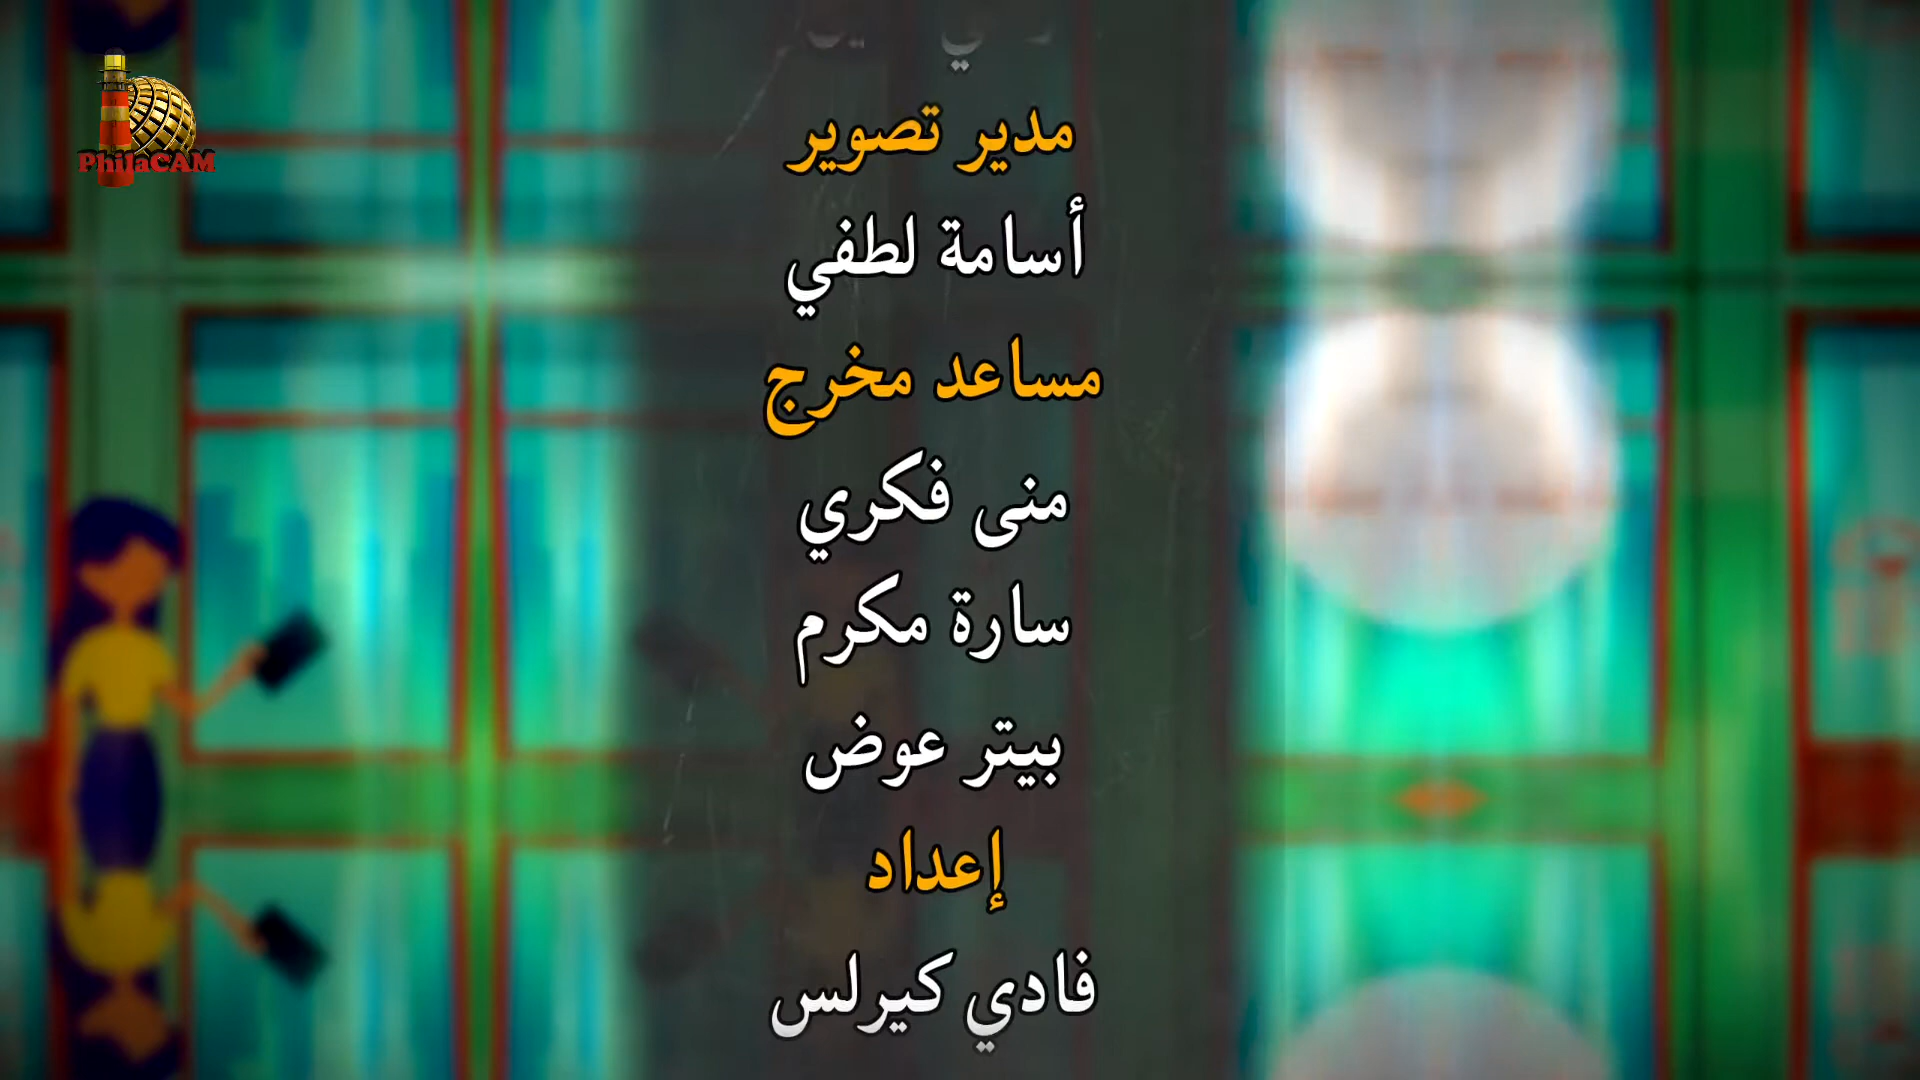 PhilaCAM
مدير تصوير
أسامة لطفي
مساعد مخرج
منى فكري
سارة مكرم
بيتر عوض
إعداد
فادي كيرلس